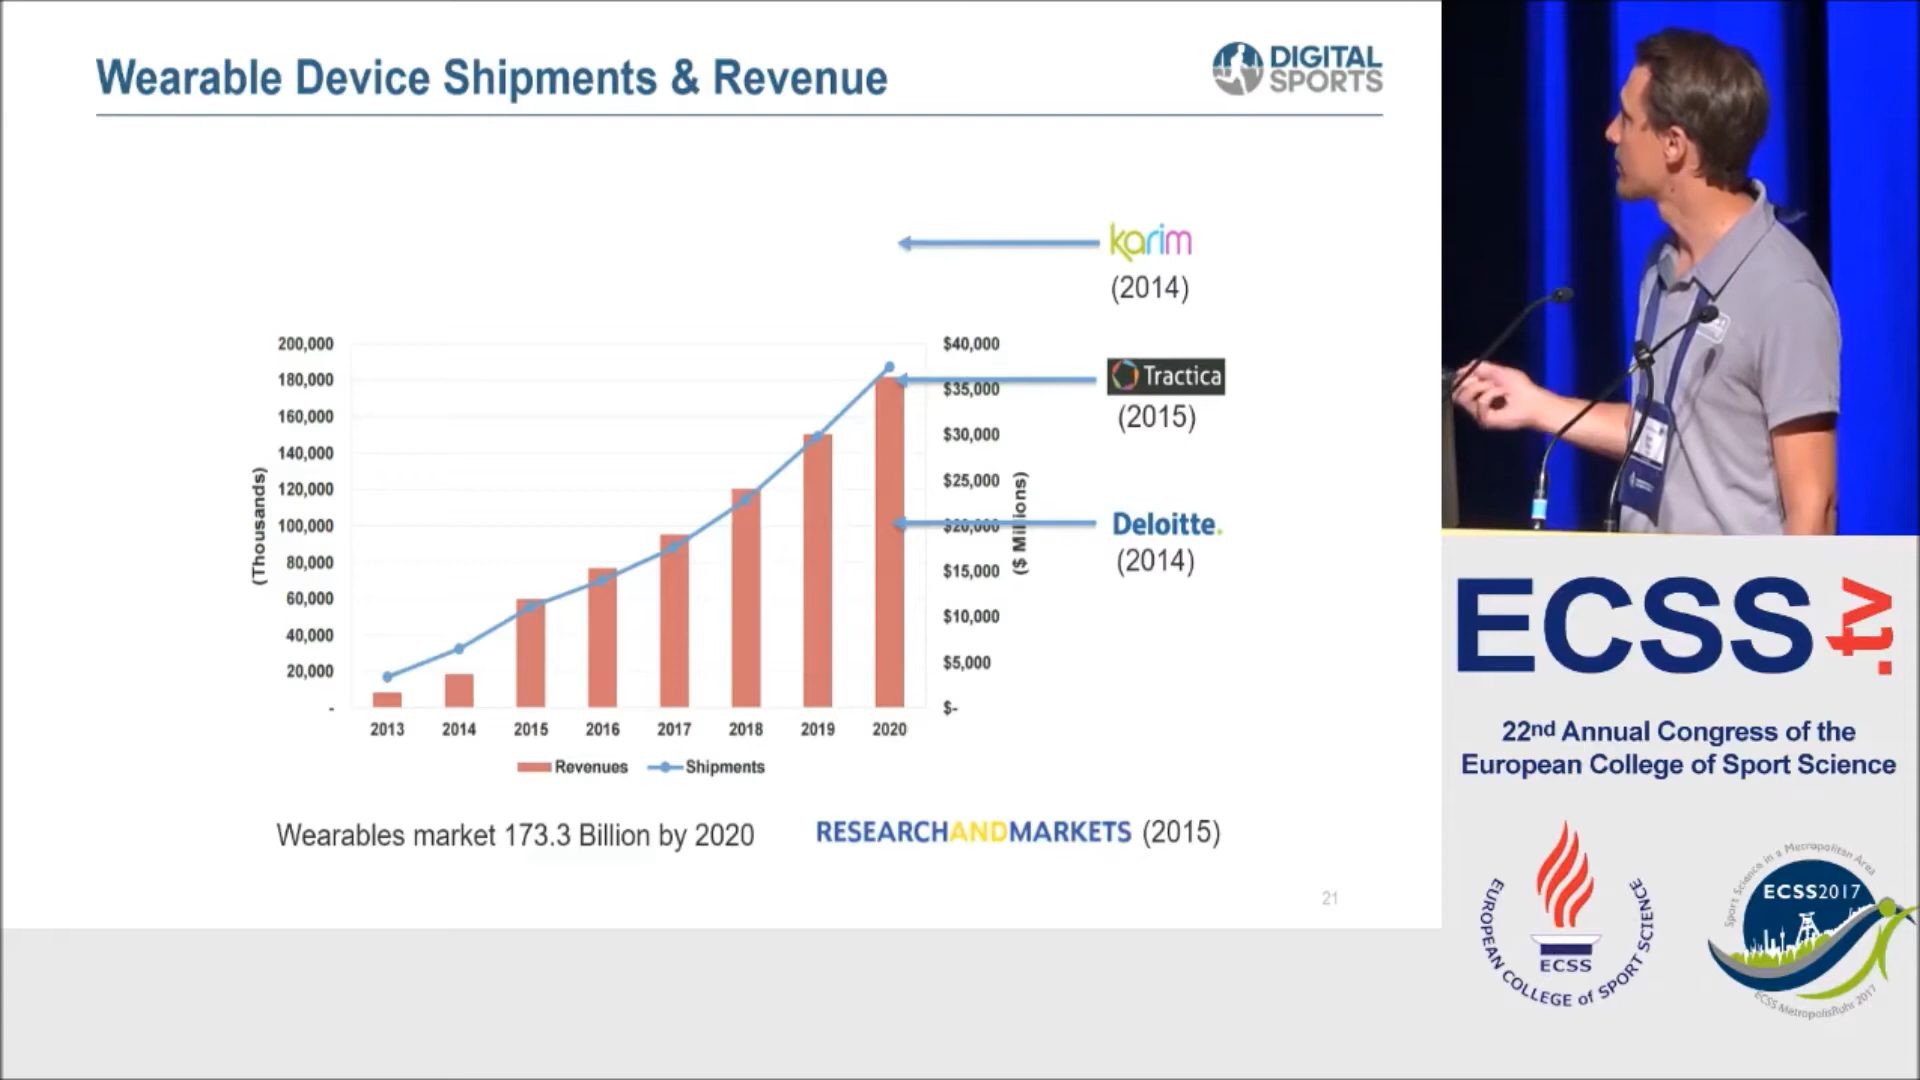 Wearable Device Shipments & Revenue
DIGITAL
SPORTS
karim
(2014)
Tractica
(2015)
Deloitte.
(2014)
200,000
180,000
160,000
140,000
120,000
100,000
80,000
60,000
40,000
20,000
-
(Thousands)
$40,000
$35,000
$30,000
$25,000
$20,000
$15,000
$10,000
$5,000
$-
($ Millions)
2013 2014 2015 2016 2017 2018 2019 2020
Revenues Shipments
Wearables market 173.3 Billion by 2020
RESEARCHANDMARKETS (2015)
21
ECSS.tv
22nd Annual Congress of the
European College of Sport Science
EUROPEAN COLLEGE of SPORT SCIENCE
ECSS
Sport Science in a Metropolitan Area
ECSS2017
ECSS MetropolisRuhr 2017